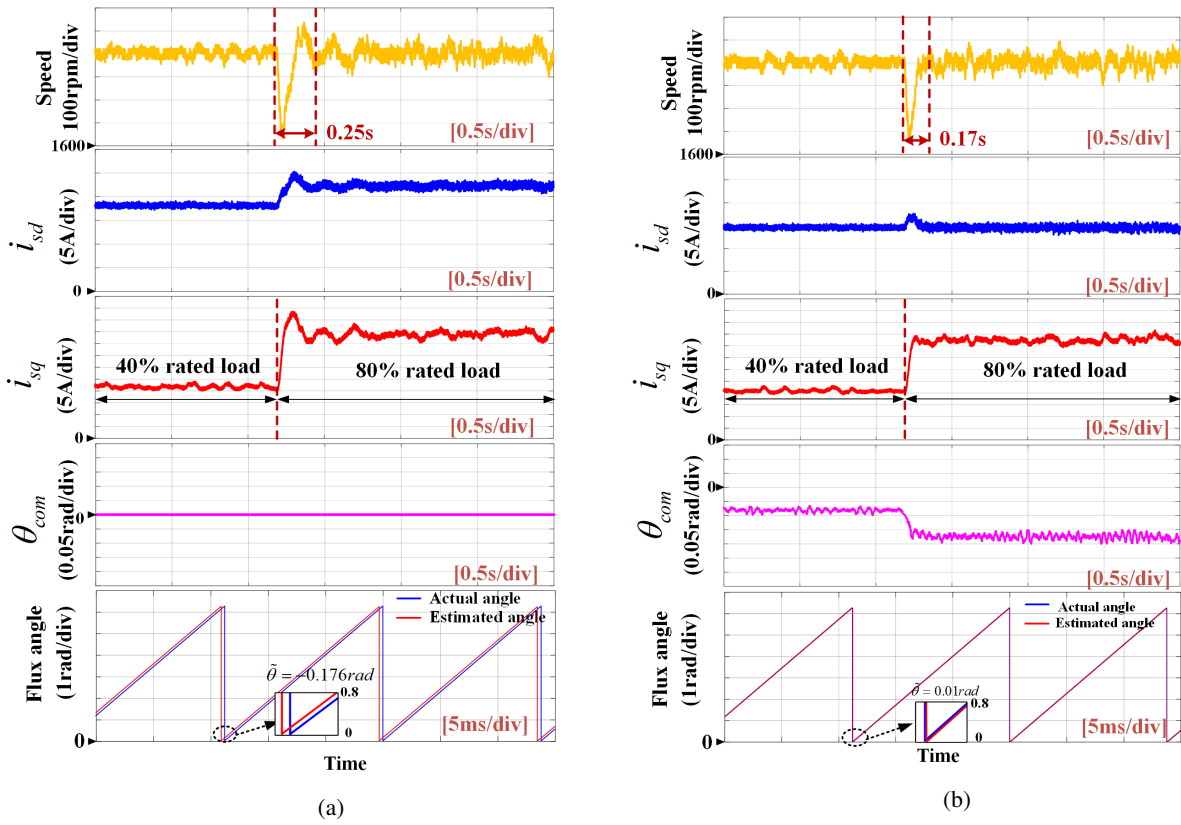 Speed
100rpm/div
0.25s
[0.5s/div]
1600
i_sd
(5A/div)
0
[0.5s/div]
i_sq
(5A/div)
40% rated load
80% rated load
0
[0.5s/div]
θ_com
(0.05rad/div)
0
[0.5s/div]
Flux angle
(1rad/div)
Actual angle
Estimated angle
θ̃ = −0.176rad
0.8
0
[5ms/div]
0
Time
(a)
Speed
100rpm/div
0.17s
[0.5s/div]
1600
i_sd
(5A/div)
0
[0.5s/div]
i_sq
(5A/div)
40% rated load
80% rated load
0
[0.5s/div]
θ_com
(0.05rad/div)
0
[0.5s/div]
Flux angle
(1rad/div)
Actual angle
Estimated angle
θ̃ = 0.01rad
0.8
0
[5ms/div]
0
Time
(b)